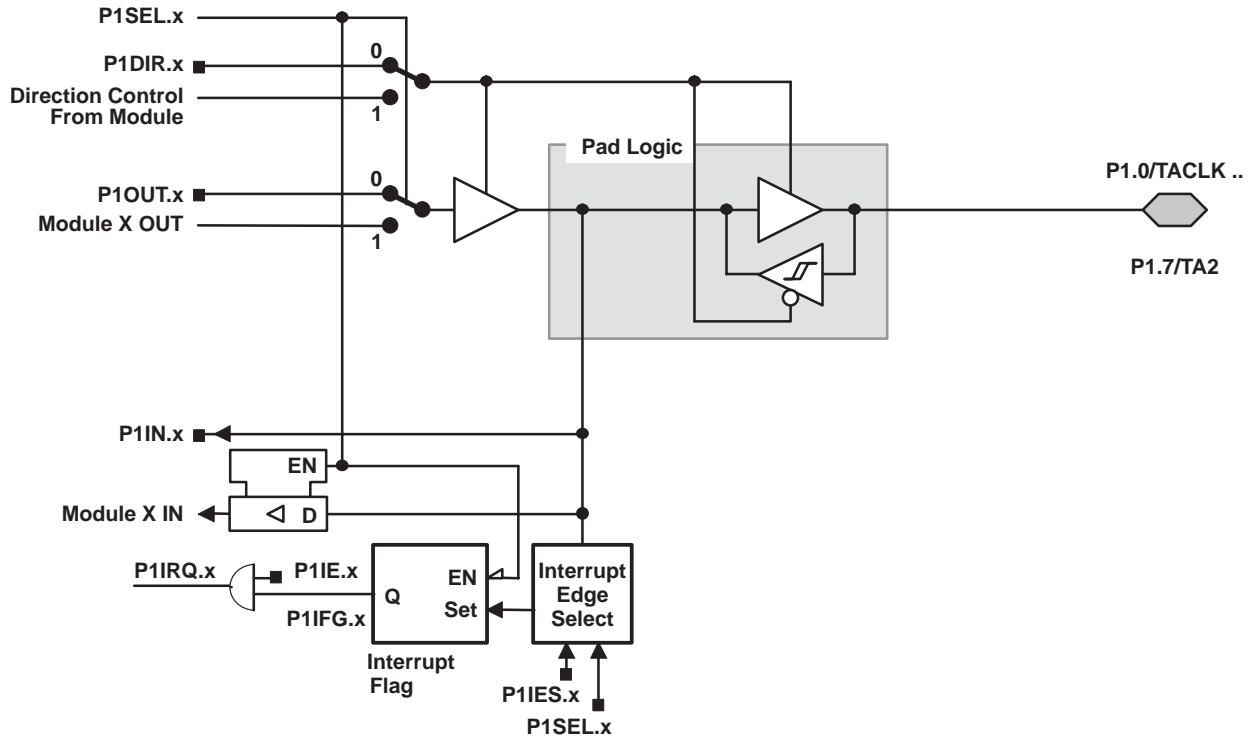 P1SEL.x
0
P1DIR.x
Direction Control
From Module
1
Pad Logic
P1.0/TACLK ..
0
P1OUT.x
Module X OUT
1
P1.7/TA2
P1IN.x
EN
Module X IN
D
P1IRQ.x
P1IE.x
P1IFG.x
Q
EN
Set
Interrupt
Edge
Select
Interrupt
Flag
P1IES.x
P1SEL.x